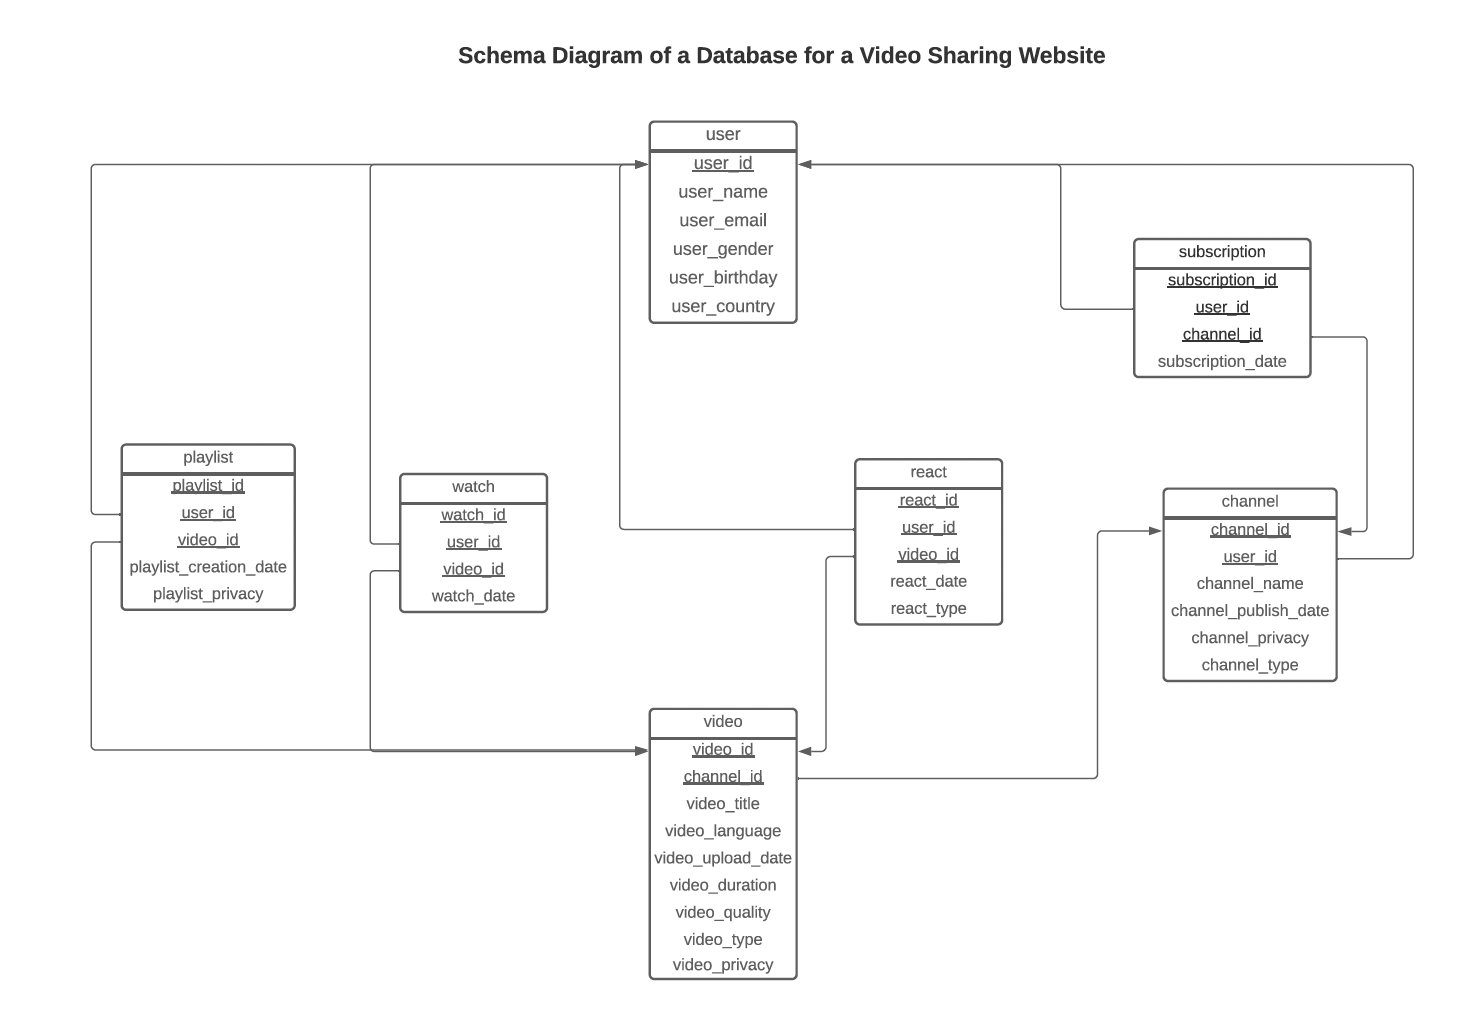 Schema Diagram of a Database for a Video Sharing Website
user
user_id
user_name
user_email
user_gender
user_birthday
user_country
subscription
subscription_id
user_id
channel_id
subscription_date
playlist
playlist_id
user_id
video_id
playlist_creation_date
playlist_privacy
watch
watch_id
user_id
video_id
watch_date
react
react_id
user_id
video_id
react_date
react_type
channel
channel_id
user_id
channel_name
channel_publish_date
channel_privacy
channel_type
video
video_id
channel_id
video_title
video_language
video_upload_date
video_duration
video_quality
video_type
video_privacy